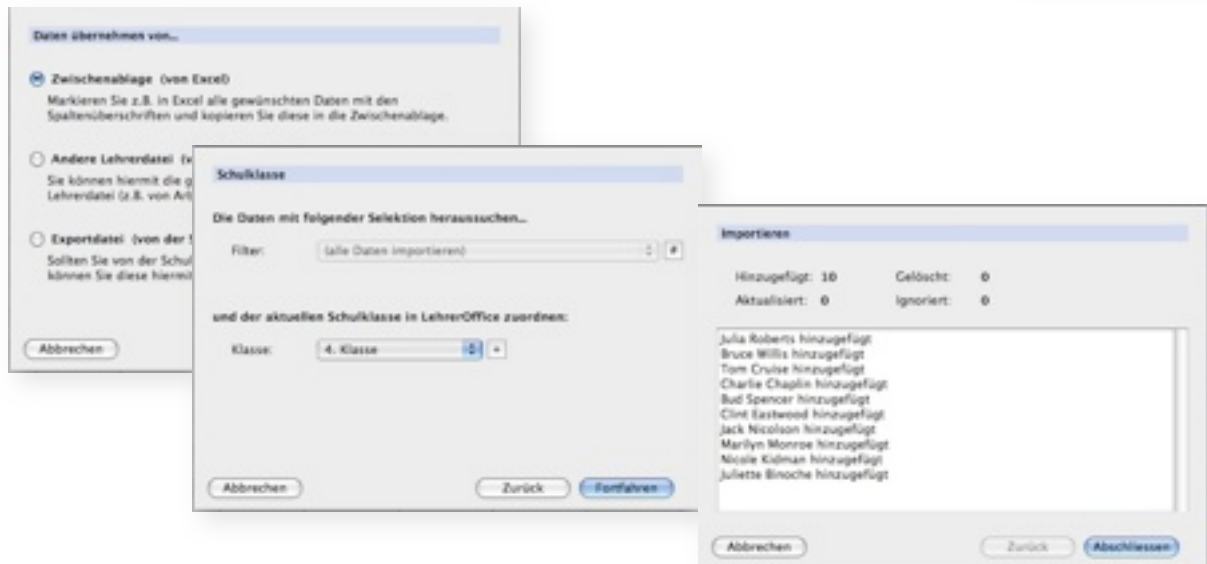 Daten übernehmen von...
Zwischenablage (von Excel)
Markieren Sie z.B. in Excel alle gewünschten Daten mit den
Spaltenüberschriften und kopieren Sie diese in die Zwischenablage.
Andere Lehrerdatei
Sie können hiermit die
Lehrerdatei (z.B. von
Exportdatei (von der
Sollten Sie von der
können Sie diese hiermit
Abbrechen
Schulklasse
Die Daten mit folgender Selektion heraussuchen...
Filter: (alle Daten importieren)
und der aktuellen Schulklasse in LehrerOffice zuordnen:
Klasse: 4. Klasse +
Abbrechen Zurück Fortfahren
Importieren
Hinzugefügt: 10 Gelöscht: 0
Aktualisiert: 0 Ignoriert: 0
Julia Roberts hinzugefügt
Bruce Willis hinzugefügt
Tom Cruise hinzugefügt
Charlie Chaplin hinzugefügt
Bud Spencer hinzugefügt
Clint Eastwood hinzugefügt
Jack Nicolson hinzugefügt
Marilyn Monroe hinzugefügt
Nicole Kidman hinzugefügt
Juliette Binoche hinzugefügt
Abbrechen Zurück Abschliessen